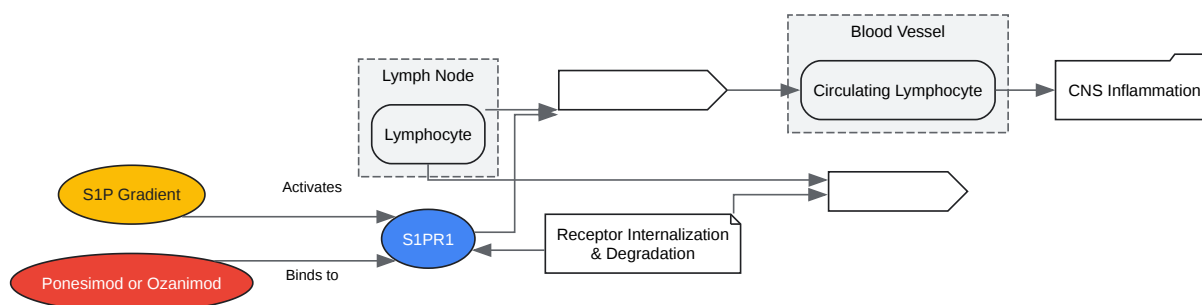 Blood Vessel
Lymph Node
Circulating Lymphocyte
CNS Inflammation
Lymphocyte
Activates
S1P Gradient
S1PR1
Receptor Internalization
& Degradation
Binds to
Ponesimod or Ozanimod